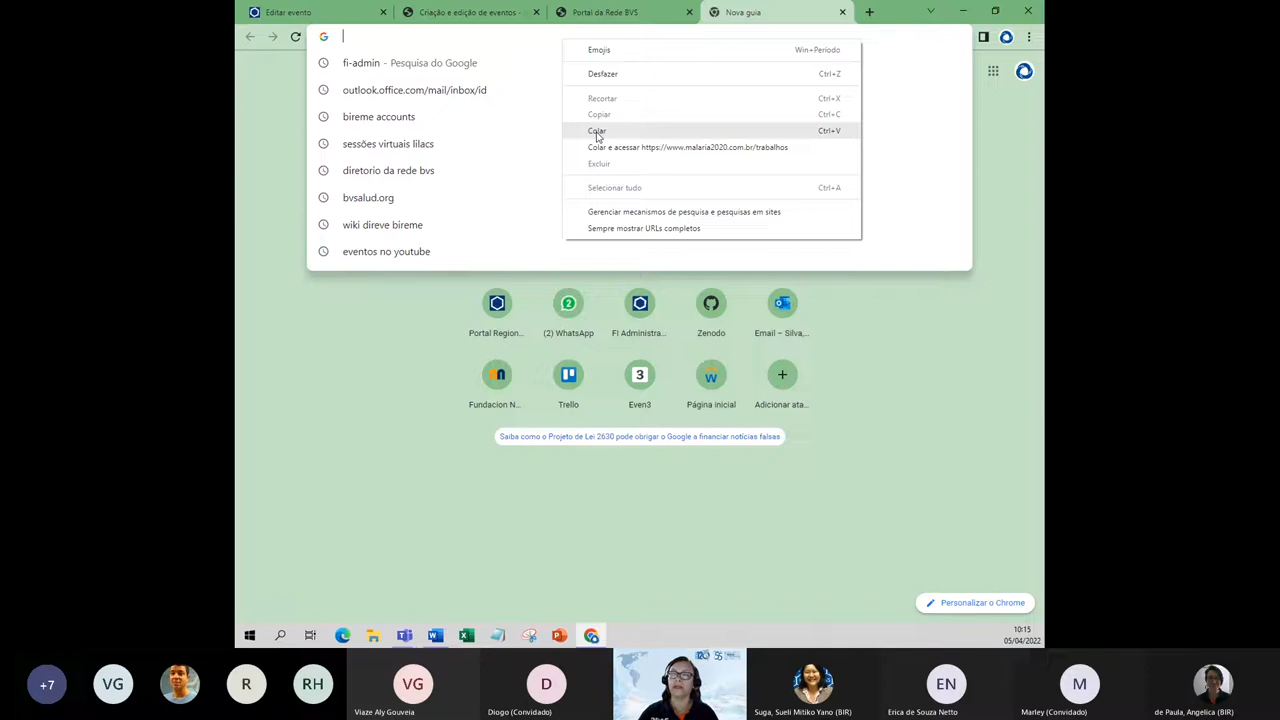 Editar evento
Criação e edição de eventos -
Portal da Rede BVS
Nova guia
fi-admin - Pesquisa do Google
outlook.office.com/mail/inbox/id
bireme accounts
sessões virtuais lilacs
diretorio da rede bvs
bvsalud.org
wiki direve bireme
eventos no youtube
Emojis Win+Período
Desfazer Ctrl+Z
Recortar Ctrl+X
Copiar Ctrl+C
Colar Ctrl+V
Colar e acessar https://www.malaria2020.com.br/trabalhos
Excluir
Selecionar tudo Ctrl+A
Gerenciar mecanismos de pesquisa e pesquisas em sites
Sempre mostrar URLs completos
Portal Region...
(2) WhatsApp
FI Administra...
Zenodo
Email – Silva,...
Fundacion N...
Trello
Even3
Página inicial
Adicionar ata...
Saiba como o Projeto de Lei 2630 pode obrigar o Google a financiar notícias falsas
Personalizar o Chrome
10:15
05/04/2022
+7
VG
R
RH
VG
Viaze Aly Gouveia
D
Diogo (Convidado)
Suga, Sueli Mitiko Yano (BIR)
EN
Erica de Souza Netto
M
Marley (Convidado)
de Paula, Angelica (BIR)